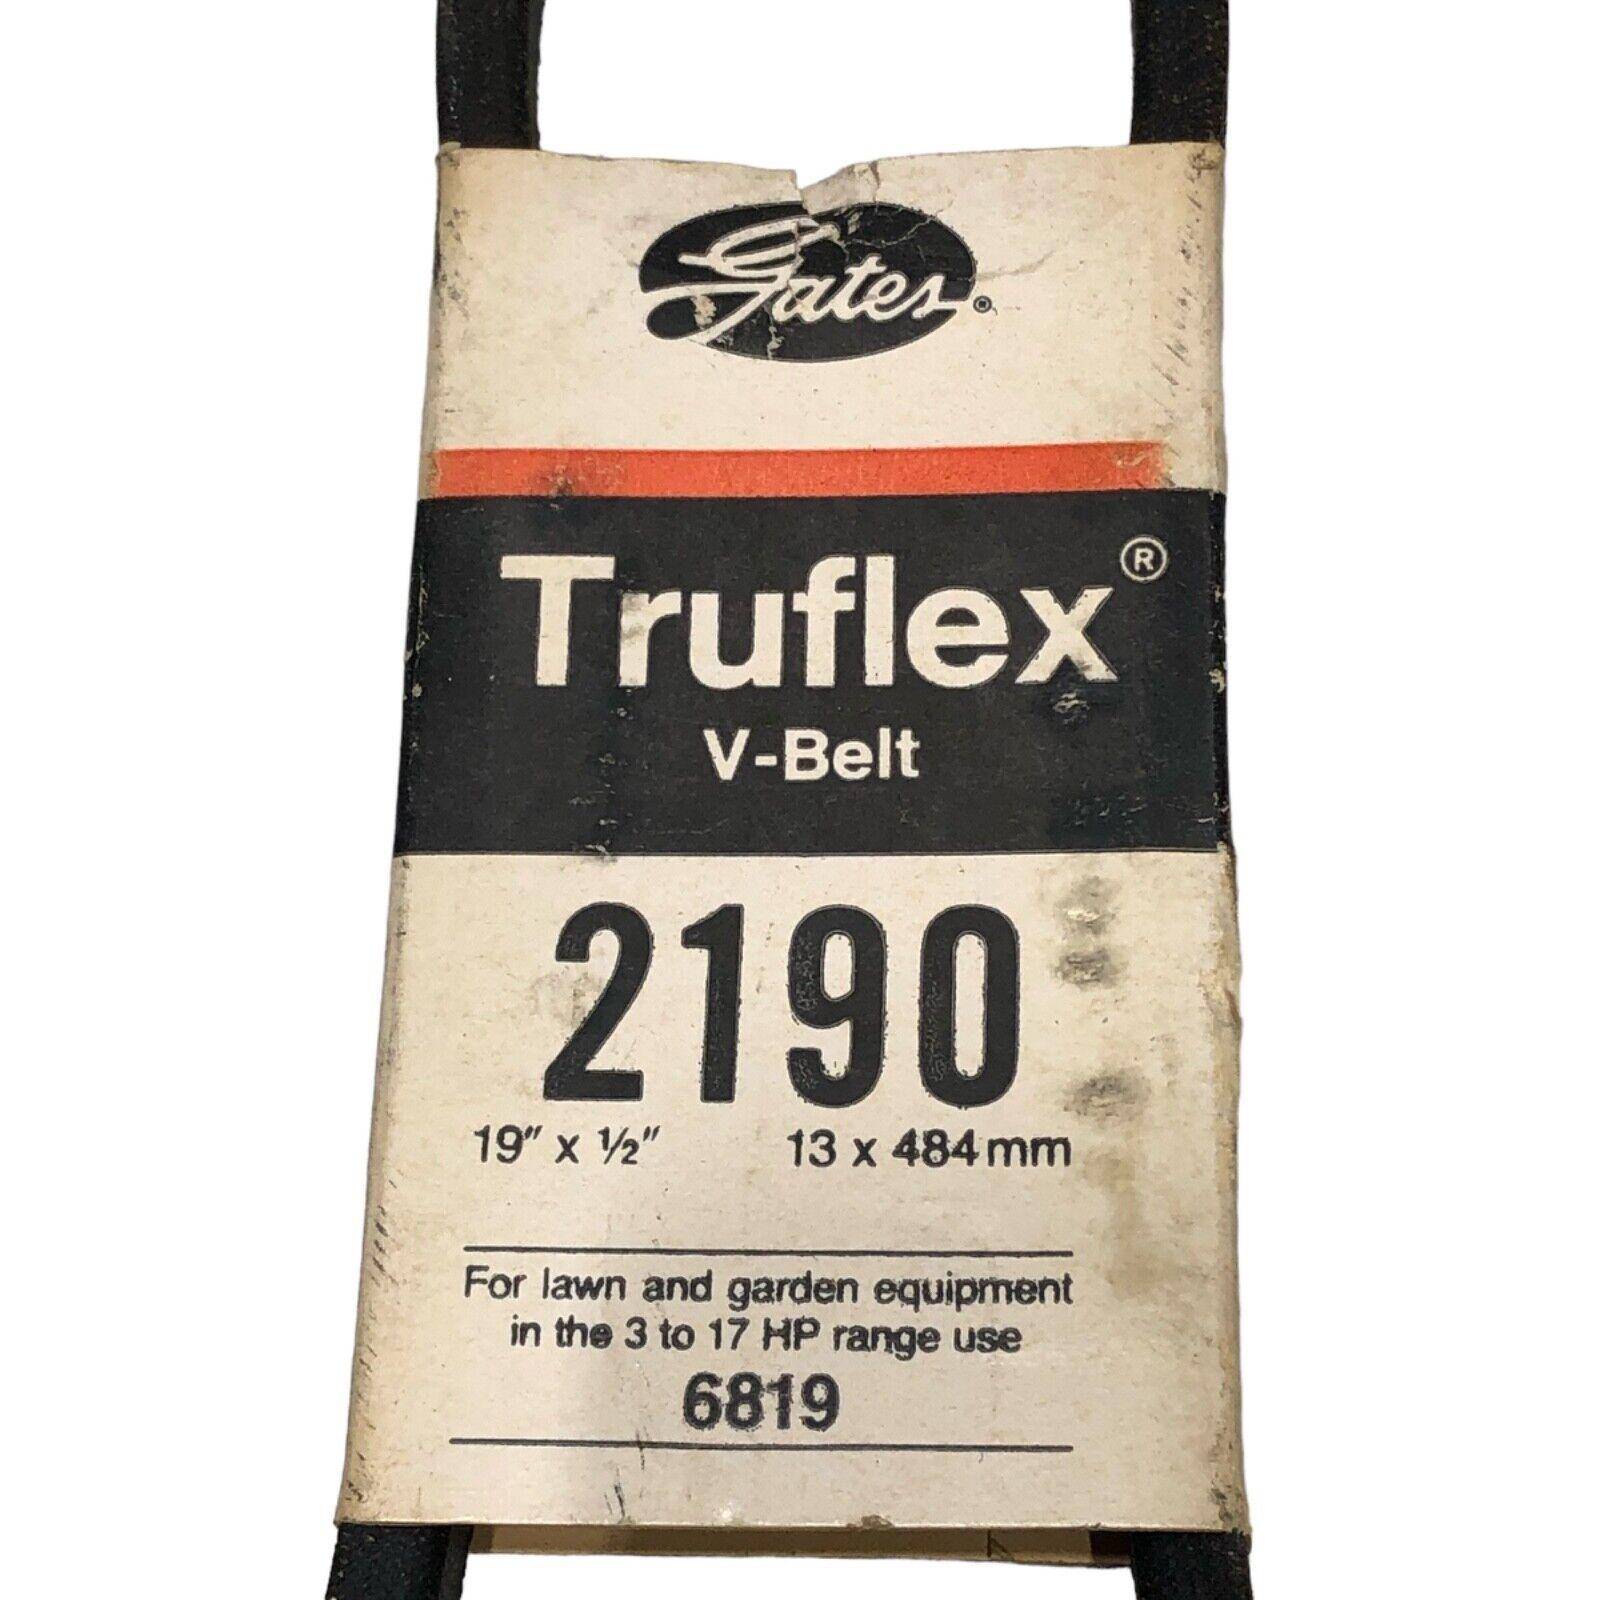 Gates®
Truflex®
V-Belt
2190
19" x ½" 13 x 484mm
For lawn and garden equipment
in the 3 to 17 HP range use
6819